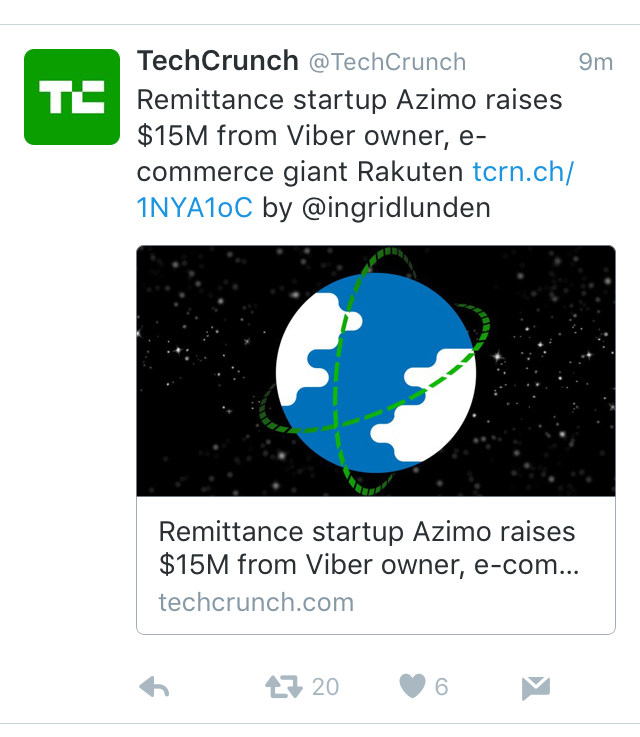 TechCrunch @TechCrunch 9m
TC
Remittance startup Azimo raises
$15M from Viber owner, e-
commerce giant Rakuten tcrn.ch/
1NYA1oC by @ingridlunden
Remittance startup Azimo raises
$15M from Viber owner, e-com...
techcrunch.com
20 6